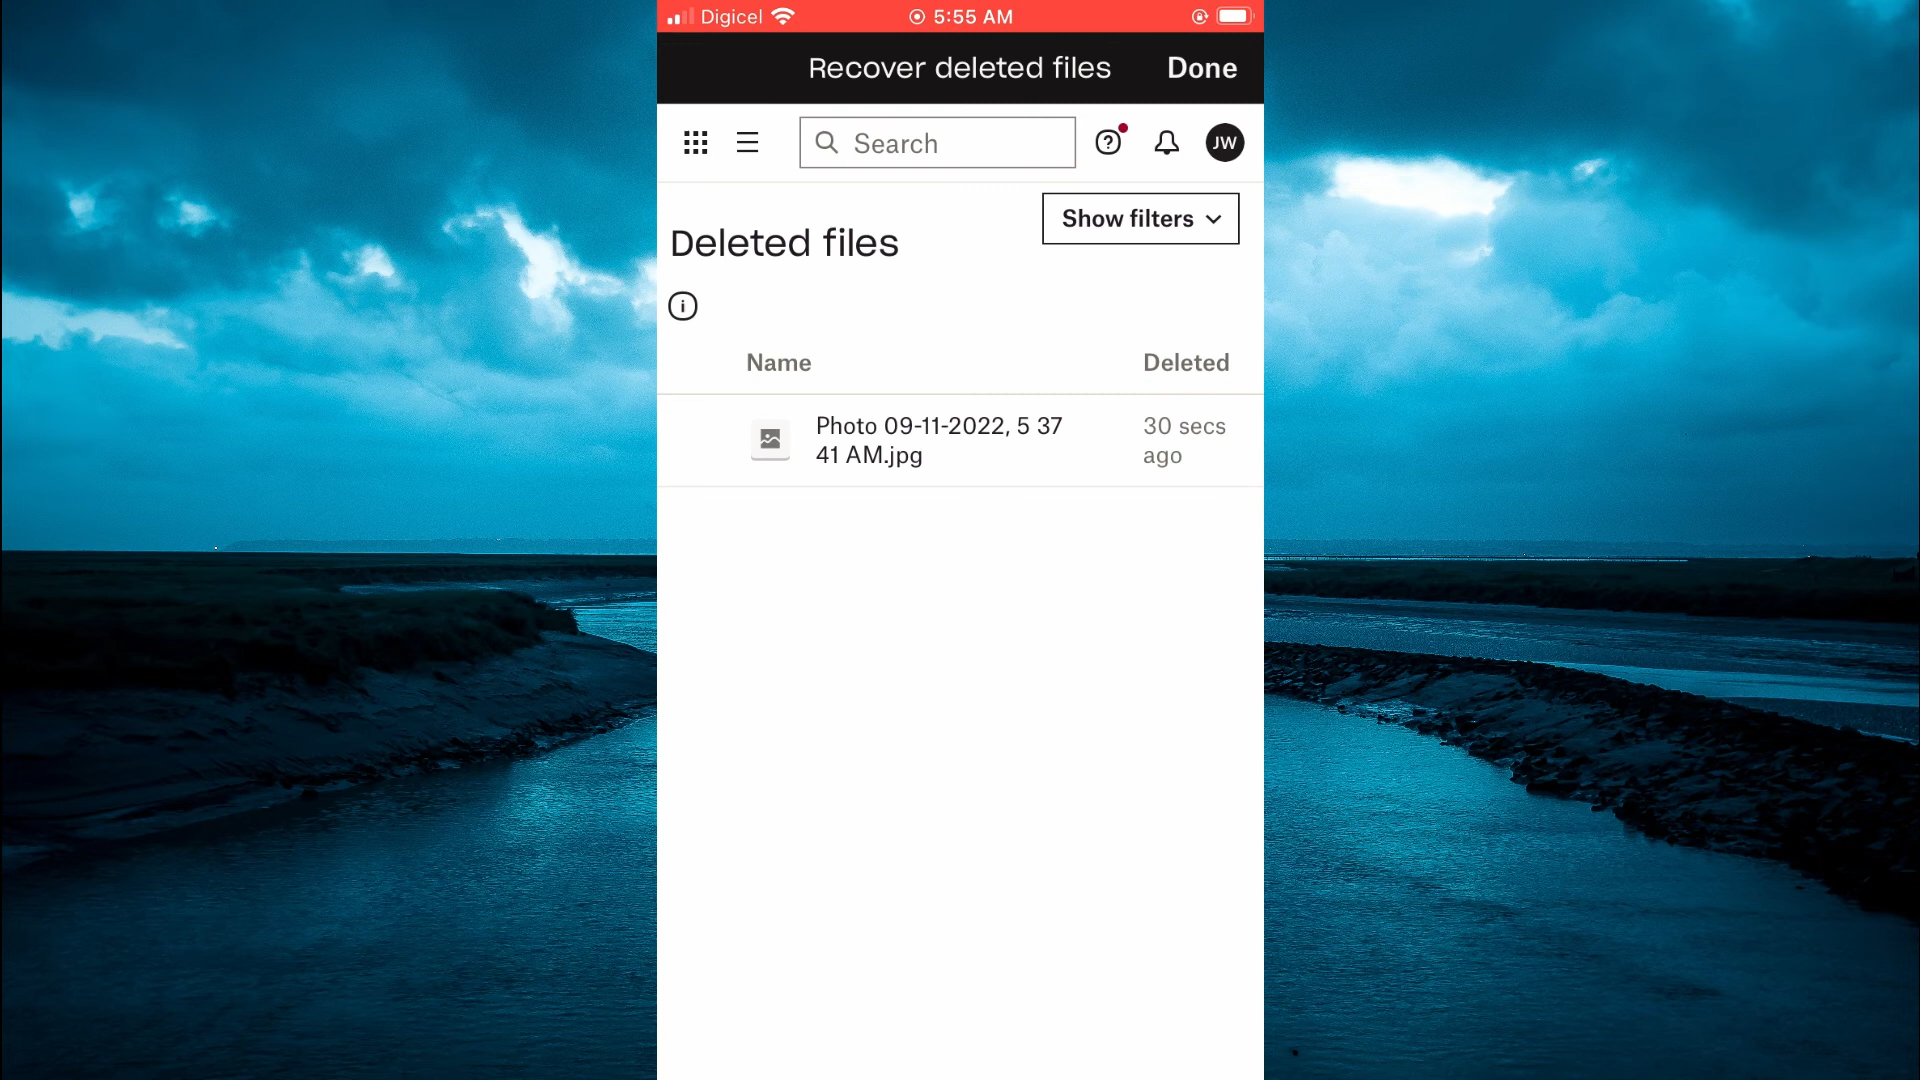 Digicel 5:55 AM
Recover deleted files Done
Search JW
Show filters
Deleted files
Name Deleted
Photo 09-11-2022, 5 37 30 secs
41 AM.jpg ago